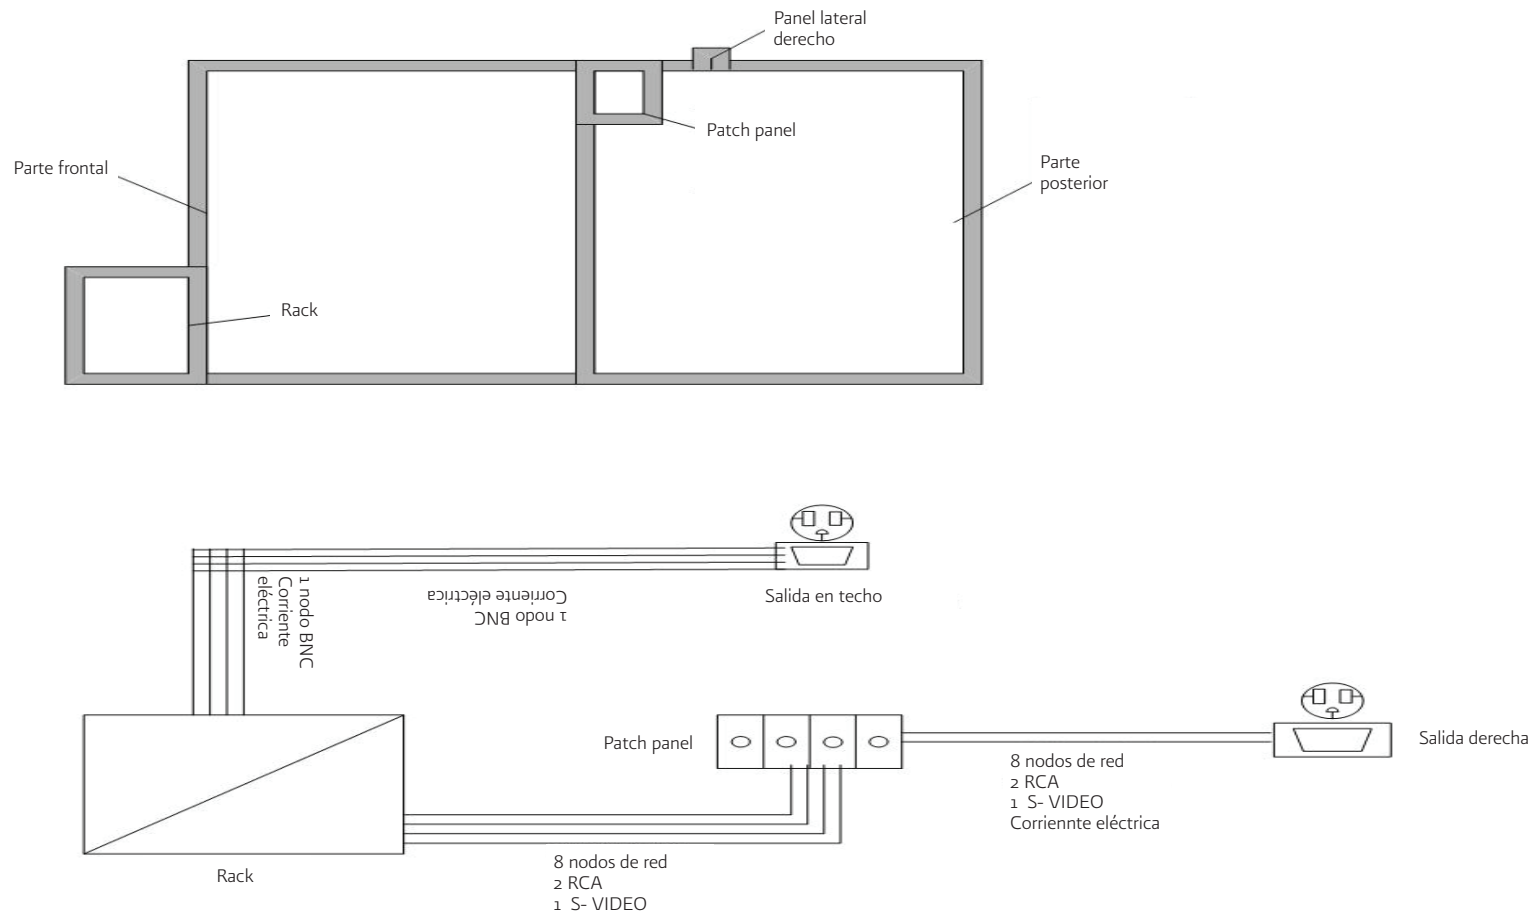 Panel lateral
derecho
Patch panel
Parte frontal
Parte
posterior
Rack
1 nodo BNC
Corriente
eléctrica
1 nodo BNC
Corriente eléctrica
Salida en techo
Patch panel
Salida derecha
8 nodos de red
2 RCA
1 S- VIDEO
Corriennte eléctrica
Rack
8 nodos de red
2 RCA
1 S- VIDEO